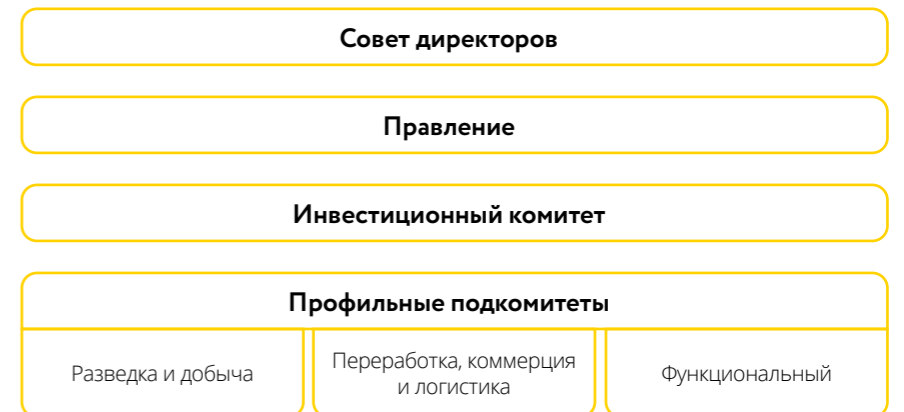 Совет директоров
Правление
Инвестиционный комитет
Профильные подкомитеты
Разведка и добыча
Переработка, коммерция
и логистика
Функциональный